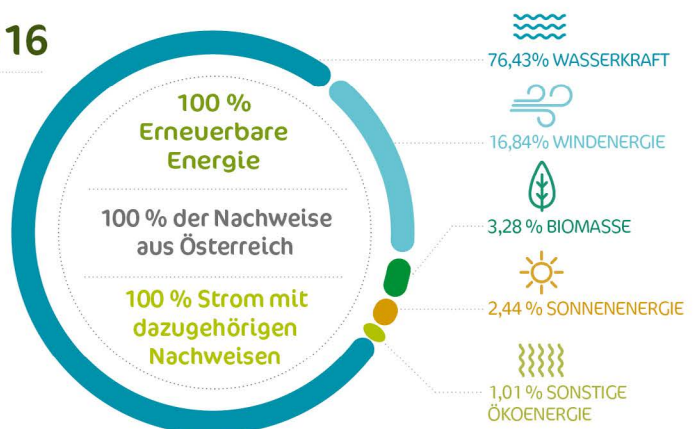 16
100 %
Erneuerbare
Energie
100 % der Nachweise
aus Österreich
100 % Strom mit
dazugehörigen
Nachweisen
76,43% WASSERKRAFT
16,84% WINDENERGIE
3,28 % BIOMASSE
2,44 % SONNENENERGIE
1,01 % SONSTIGE
ÖKOENERGIE